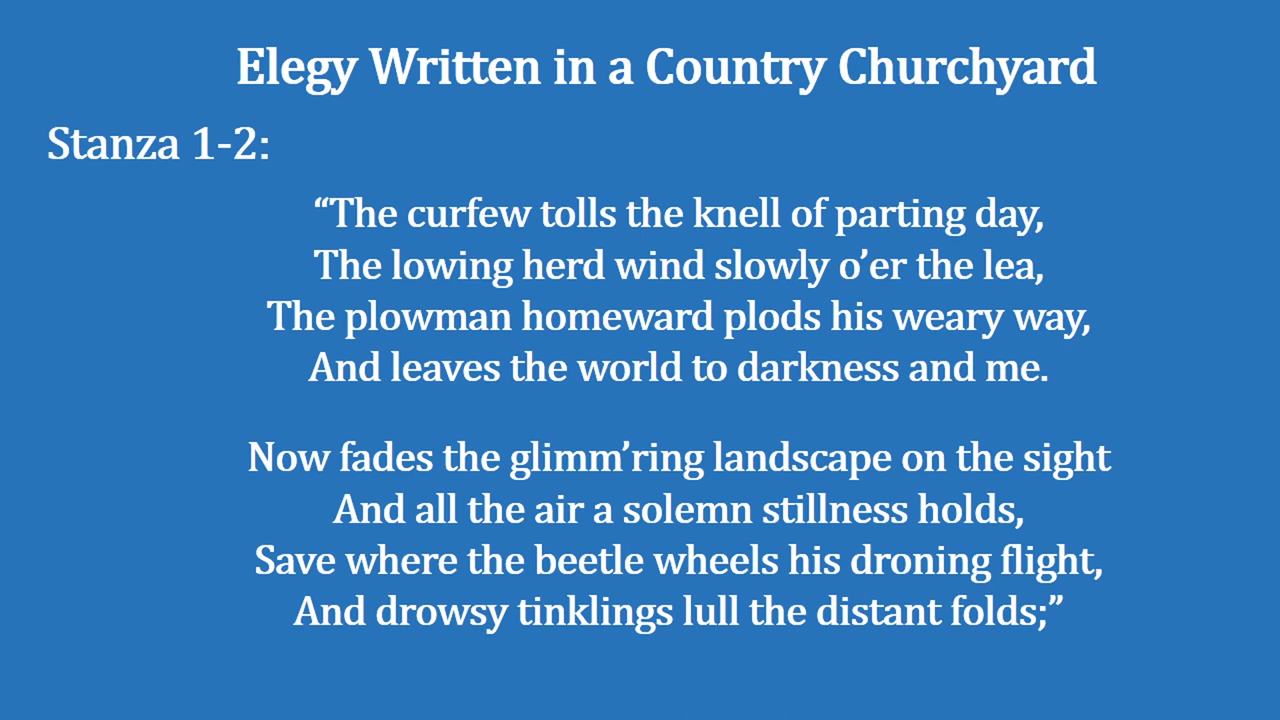 Elegy Written in a Country Churchyard
Stanza 1-2:
“The curfew tolls the knell of parting day,
The lowing herd wind slowly o’er the lea,
The plowman homeward plods his weary way,
And leaves the world to darkness and me.
Now fades the glimm’ring landscape on the sight
And all the air a solemn stillness holds,
Save where the beetle wheels his droning flight,
And drowsy tinklings lull the distant folds;”